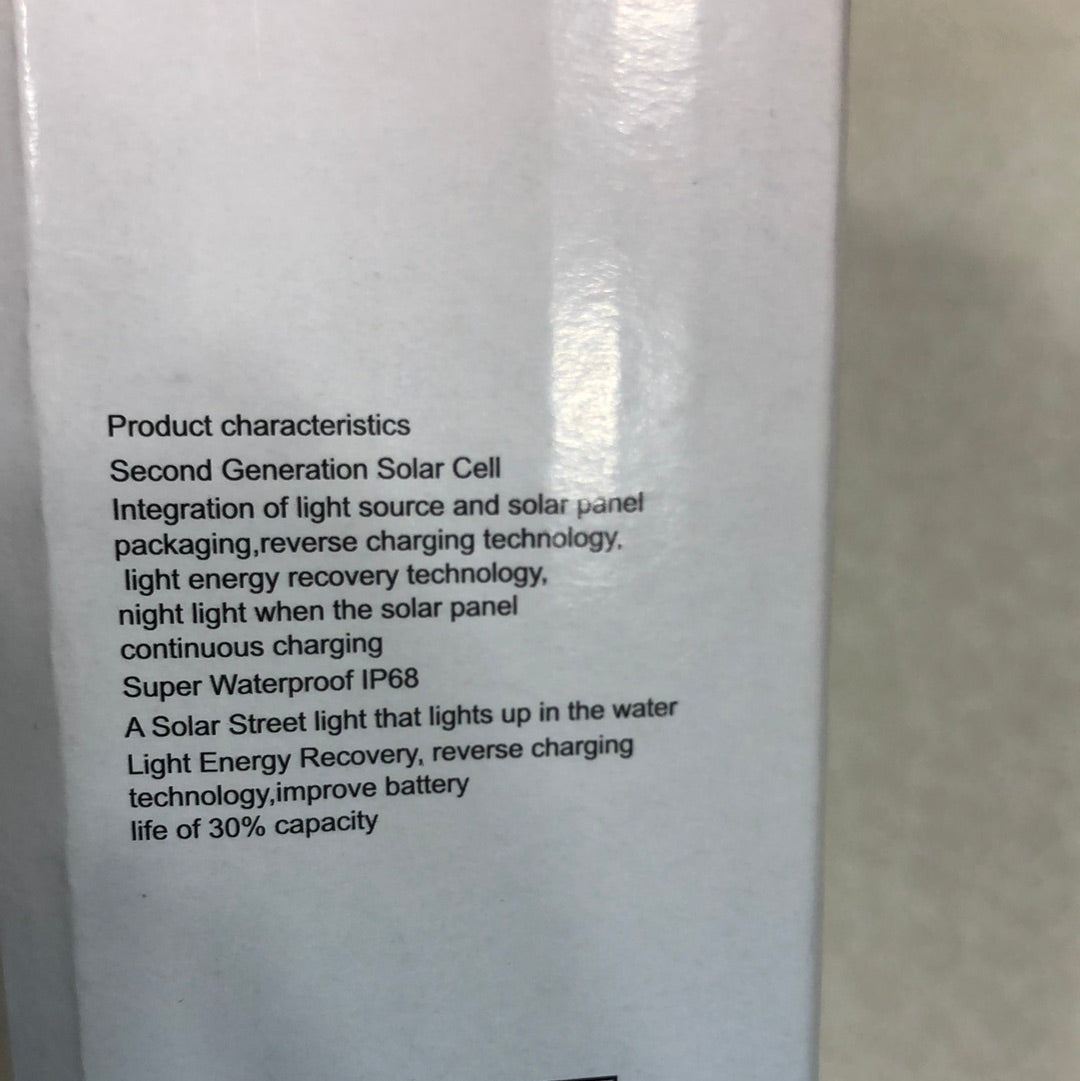 Product characteristics
Second Generation Solar Cell
Integration of light source and solar panel
packaging,reverse charging technology,
light energy recovery technology,
night light when the solar panel
continuous charging
Super Waterproof IP68
A Solar Street light that lights up in the water
Light Energy Recovery, reverse charging
technology,improve battery
life of 30% capacity